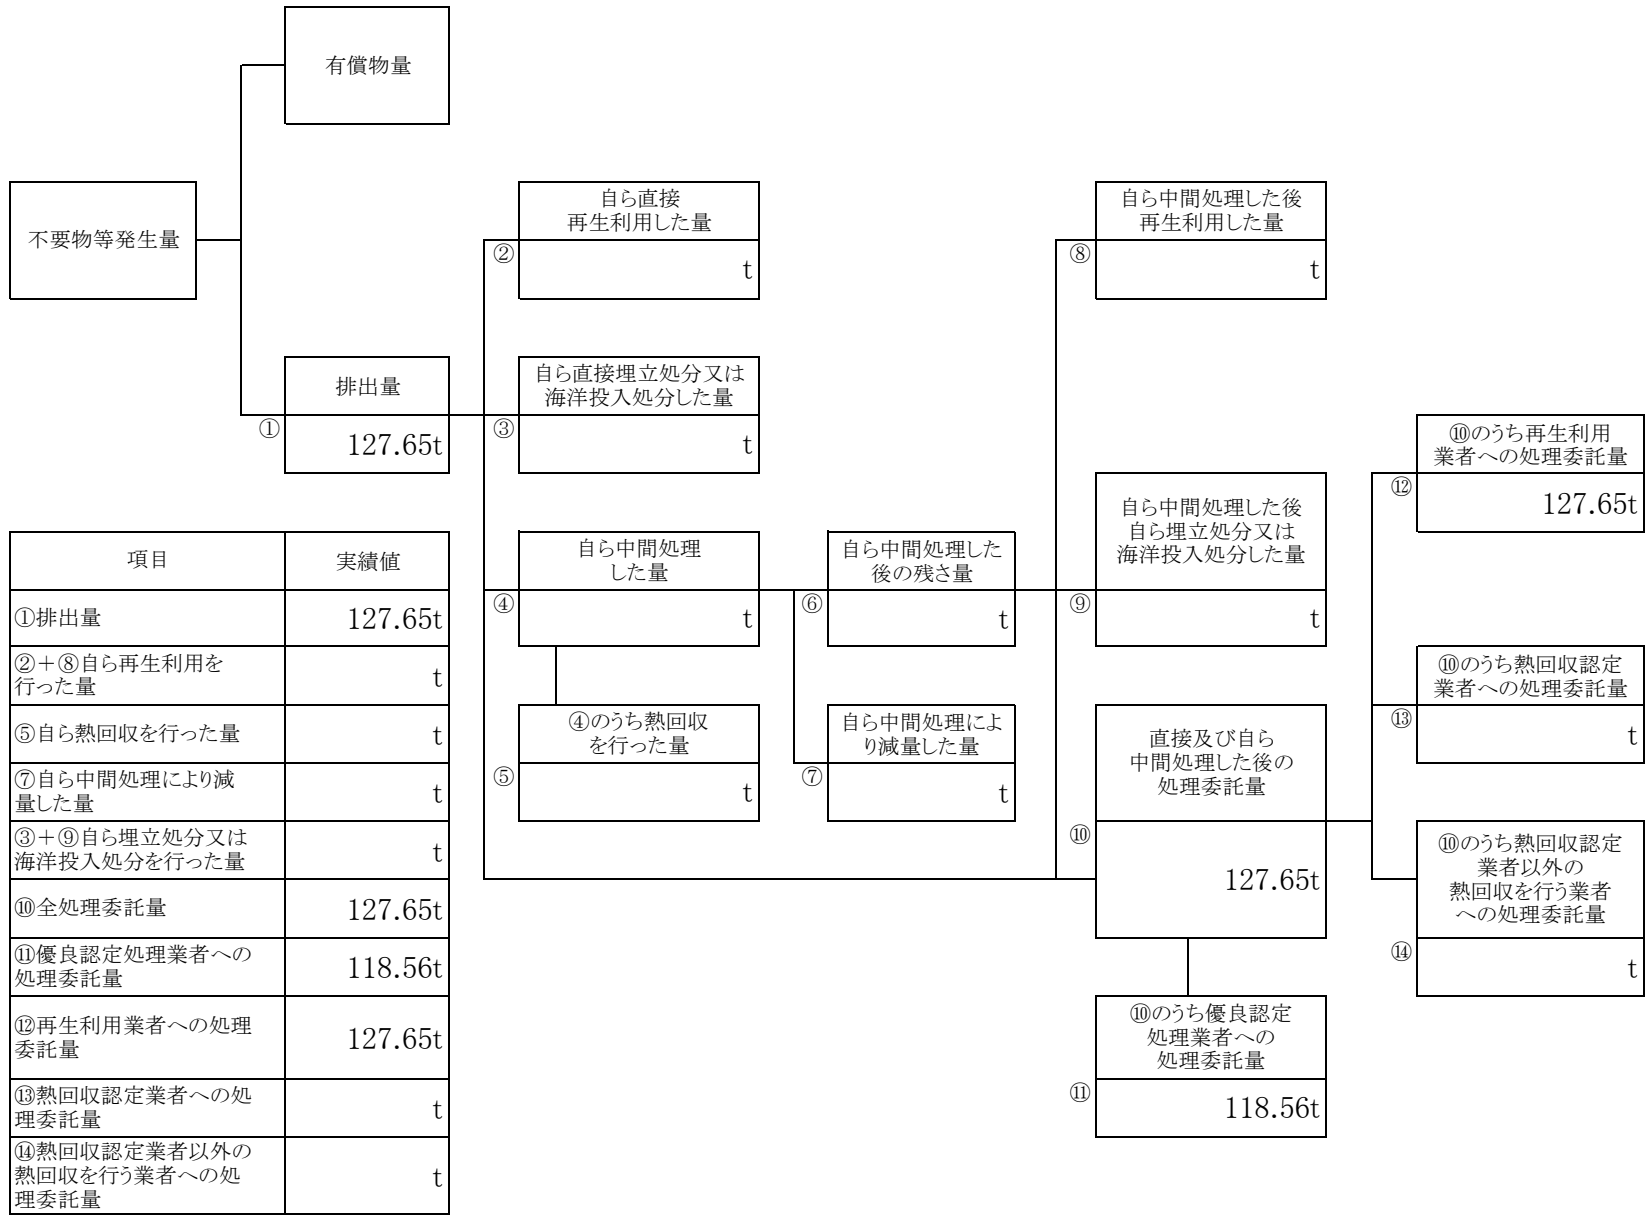 有償物量
不要物等発生量
自ら直接
再生利用した量
②
t
自ら中間処理した後
再生利用した量
⑧
t
排出量
①
127.65t
自ら直接埋立処分又は
海洋投入処分した量
③
t
⑩のうち再生利用
業者への処理委託量
⑫
127.65t
自ら中間処理
した量
④
t
自ら中間処理した
後の残さ量
⑥
t
自ら中間処理した後
自ら埋立処分又は
海洋投入処分した量
⑨
t
⑩のうち熱回収認定
業者への処理委託量
⑬
t
④のうち熱回収
を行った量
⑤
t
自ら中間処理によ
り減量した量
⑦
t
直接及び自ら
中間処理した後の
処理委託量
⑩
127.65t
⑩のうち熱回収認定
業者以外の
熱回収を行う業者
への処理委託量
⑭
t
⑩のうち優良認定
処理業者への
処理委託量
⑪
118.56t
項目
実績値
①排出量
127.65t
②+⑧自ら再生利用を
行った量
t
⑤自ら熱回収を行った量
t
⑦自ら中間処理により減
量した量
t
③+⑨自ら埋立処分又は
海洋投入処分を行った量
t
⑩全処理委託量
127.65t
⑪優良認定処理業者への
処理委託量
118.56t
⑫再生利用業者への処理
委託量
127.65t
⑬熱回収認定業者への処
理委託量
t
⑭熱回収認定業者以外の
熱回収を行う業者への処
理委託量
t